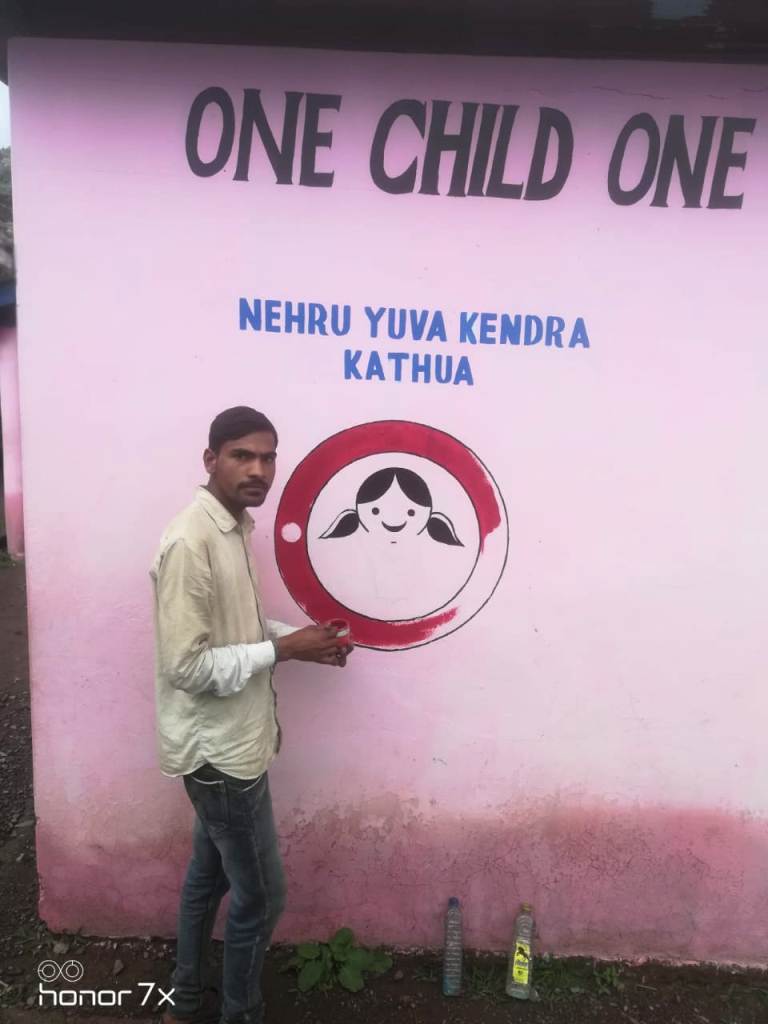 ONE CHILD ONE
NEHRU YUVA KENDRA
KATHUA
honor 7x